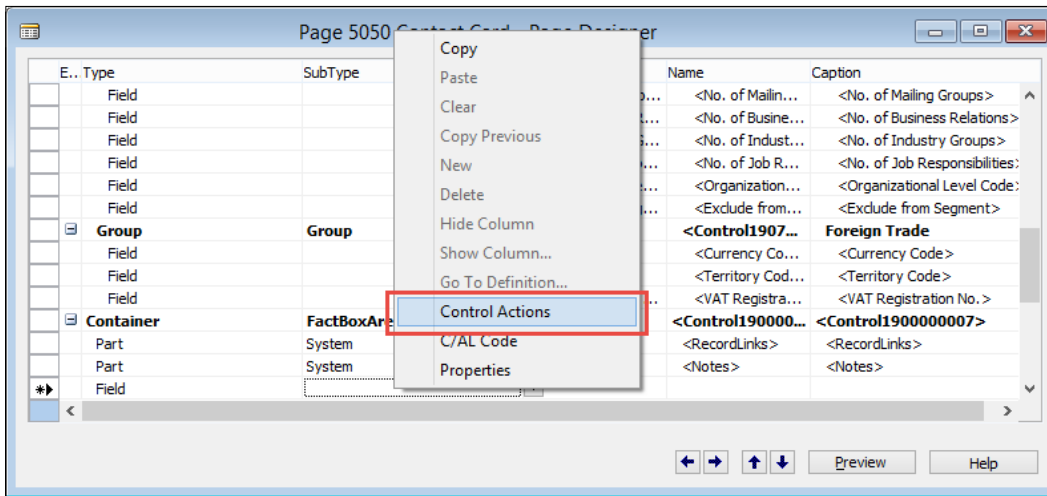 Page 5050 Contact Card - Page Designer
E.. Type SubType Name Caption
Field <No. of Mailin... <No. of Mailing Groups>
Field <No. of Busine... <No. of Business Relations>
Field <No. of Indust... <No. of Industry Groups>
Field <No. of Job R... <No. of Job Responsibilities>
Field <Organization... <Organizational Level Code>
Field <Exclude from... <Exclude from Segment>
Group Group <Control1907... Foreign Trade
Field <Currency Co... <Currency Code>
Field <Territory Cod... <Territory Code>
Field <VAT Registra... <VAT Registration No.>
Container FactBoxAre <Control190000... <Control1900000007>
Part System <RecordLinks> <RecordLinks>
Part System <Notes> <Notes>
Field
Copy
Paste
Clear
Copy Previous
New
Delete
Hide Column
Show Column...
Go To Definition...
Control Actions
C/AL Code
Properties
Preview Help